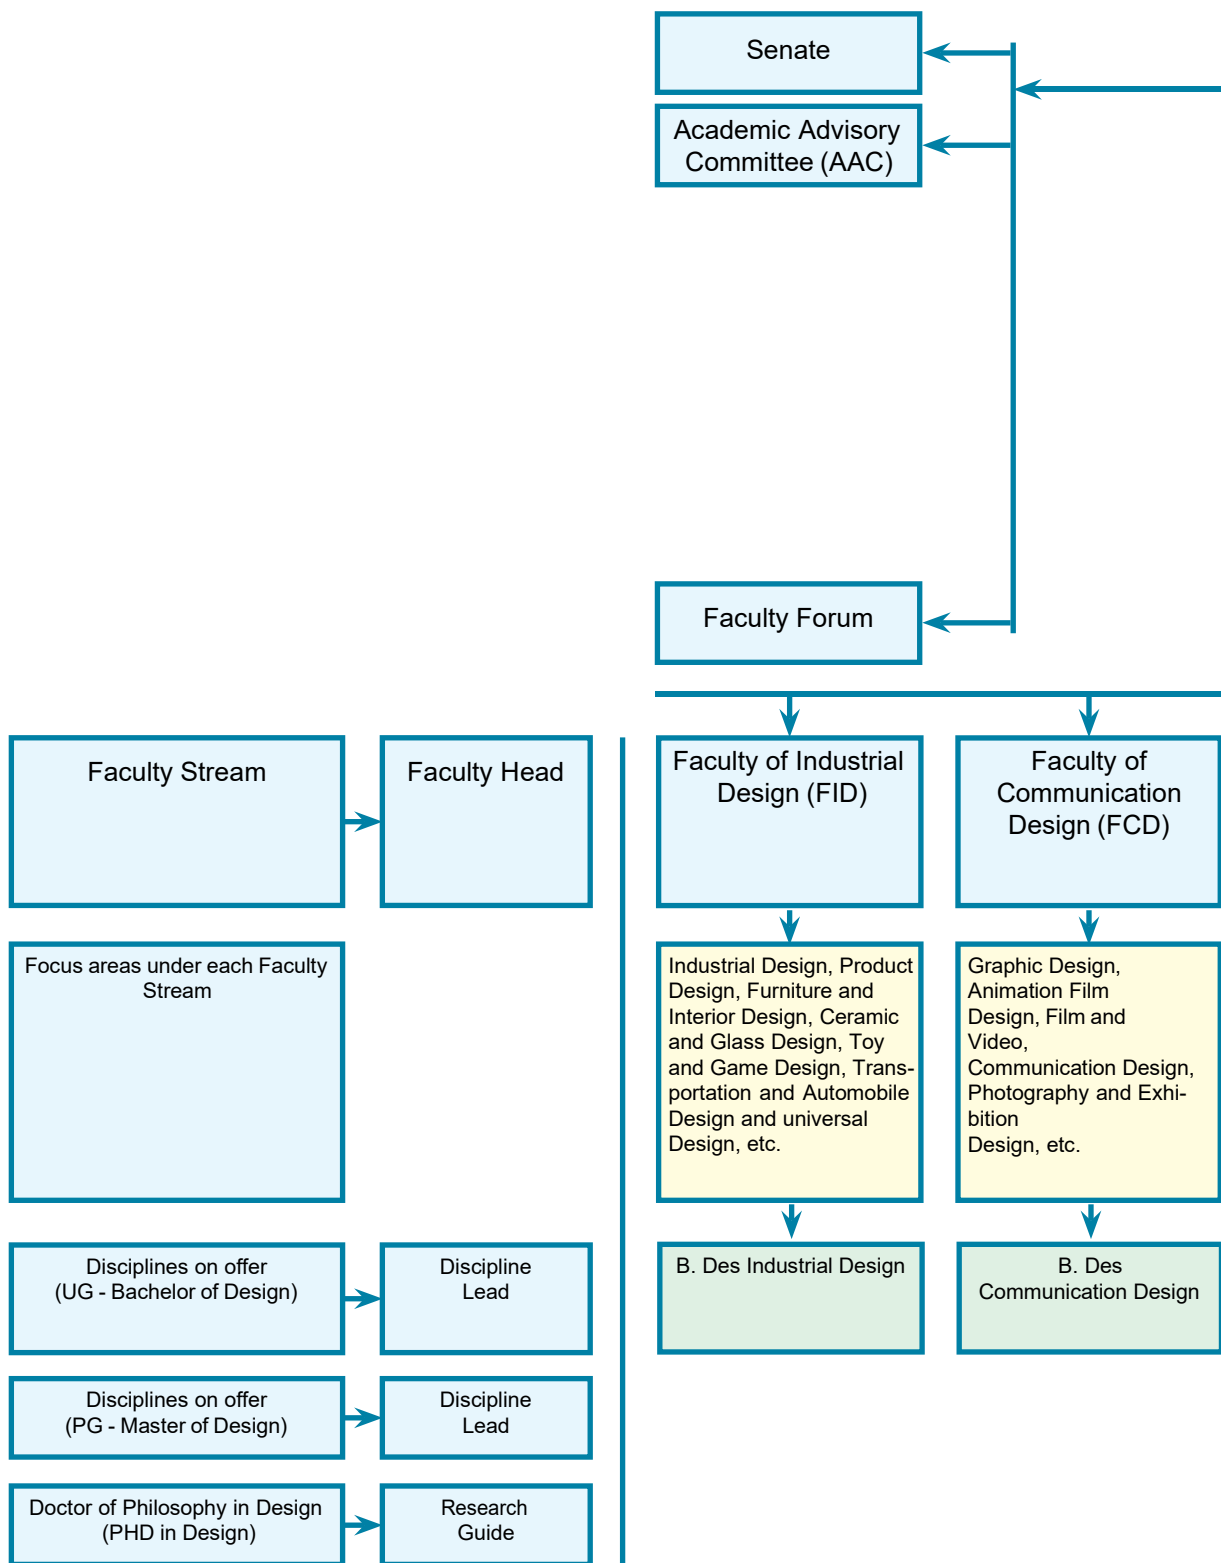 Senate
Academic Advisory
Committee (AAC)
Faculty Forum
Faculty Stream
Faculty Head
Faculty of Industrial
Design (FID)
Faculty of
Communication
Design (FCD)
Focus areas under each Faculty
Stream
Industrial Design, Product
Design, Furniture and
Interior Design, Ceramic
and Glass Design, Toy
and Game Design, Trans-
portation and Automobile
Design and universal
Design, etc.
Graphic Design,
Animation Film
Design, Film and
Video,
Communication Design,
Photography and Exhi-
bition
Design, etc.
Disciplines on offer
(UG - Bachelor of Design)
Discipline
Lead
B. Des Industrial Design
B. Des
Communication Design
Disciplines on offer
(PG - Master of Design)
Discipline
Lead
Doctor of Philosophy in Design
(PHD in Design)
Research
Guide